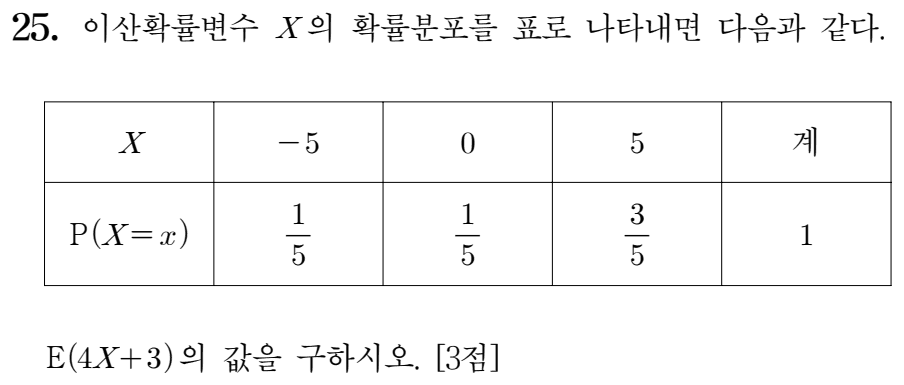 25. 이산확률변수 X의 확률분포를 표로 나타내면 다음과 같다.
X -5 0 5 계
P(X=x) 1/5 1/5 3/5 1
E(4X+3)의 값을 구하시오. [3점]